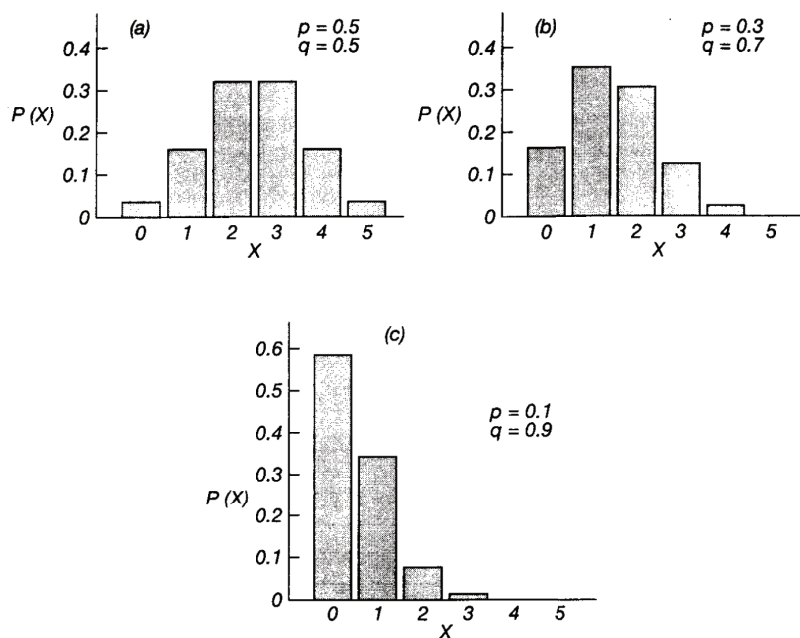 (a)
p = 0.5
q = 0.5
0.4
0.3
P (X)
0.2
0.1
0
0 1 2 3 4 5
X
(b)
p = 0.3
q = 0.7
0.4
0.3
P (X)
0.2
0.1
0
0 1 2 3 4 5
X
(c)
p = 0.1
q = 0.9
0.6
0.5
0.4
0.3
P (X)
0.2
0.1
0
0 1 2 3 4 5
X